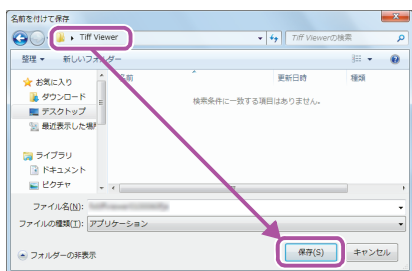 名前を付けて保存
Tiff Viewer
Tiff Viewerの検索
整理
新しいフォルダー
お気に入り
ダウンロード
デスクトップ
最近表示した場所
ライブラリ
ドキュメント
ピクチャ
名前
更新日時
種類
検索条件に一致する項目はありません。
ファイル名(N):
ファイルの種類(T): アプリケーション
フォルダーの非表示
保存(S)
キャンセル